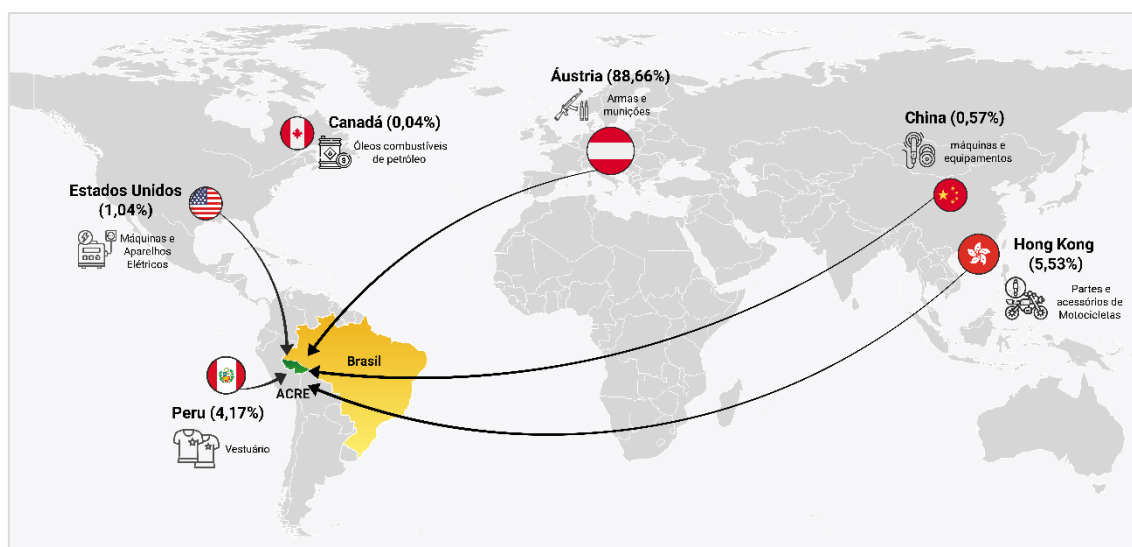 Áustria (88,66%)
Armas e
munições
Canadá (0,04%)
Óleos combustíveis
de petróleo
China (0,57%)
máquinas e
equipamentos
Estados Unidos
(1,04%)
Máquinas e
Aparelhos
Elétricos
Hong Kong
(5,53%)
Partes e
acessórios de
Motocicletas
Brasil
ACRE
Peru (4,17%)
Vestuário